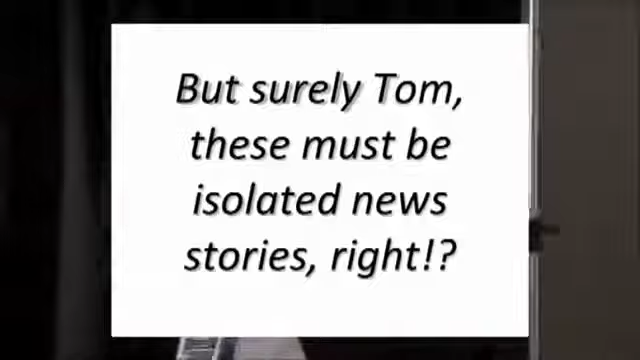 But surely Tom,
these must be
isolated news
stories, right!?